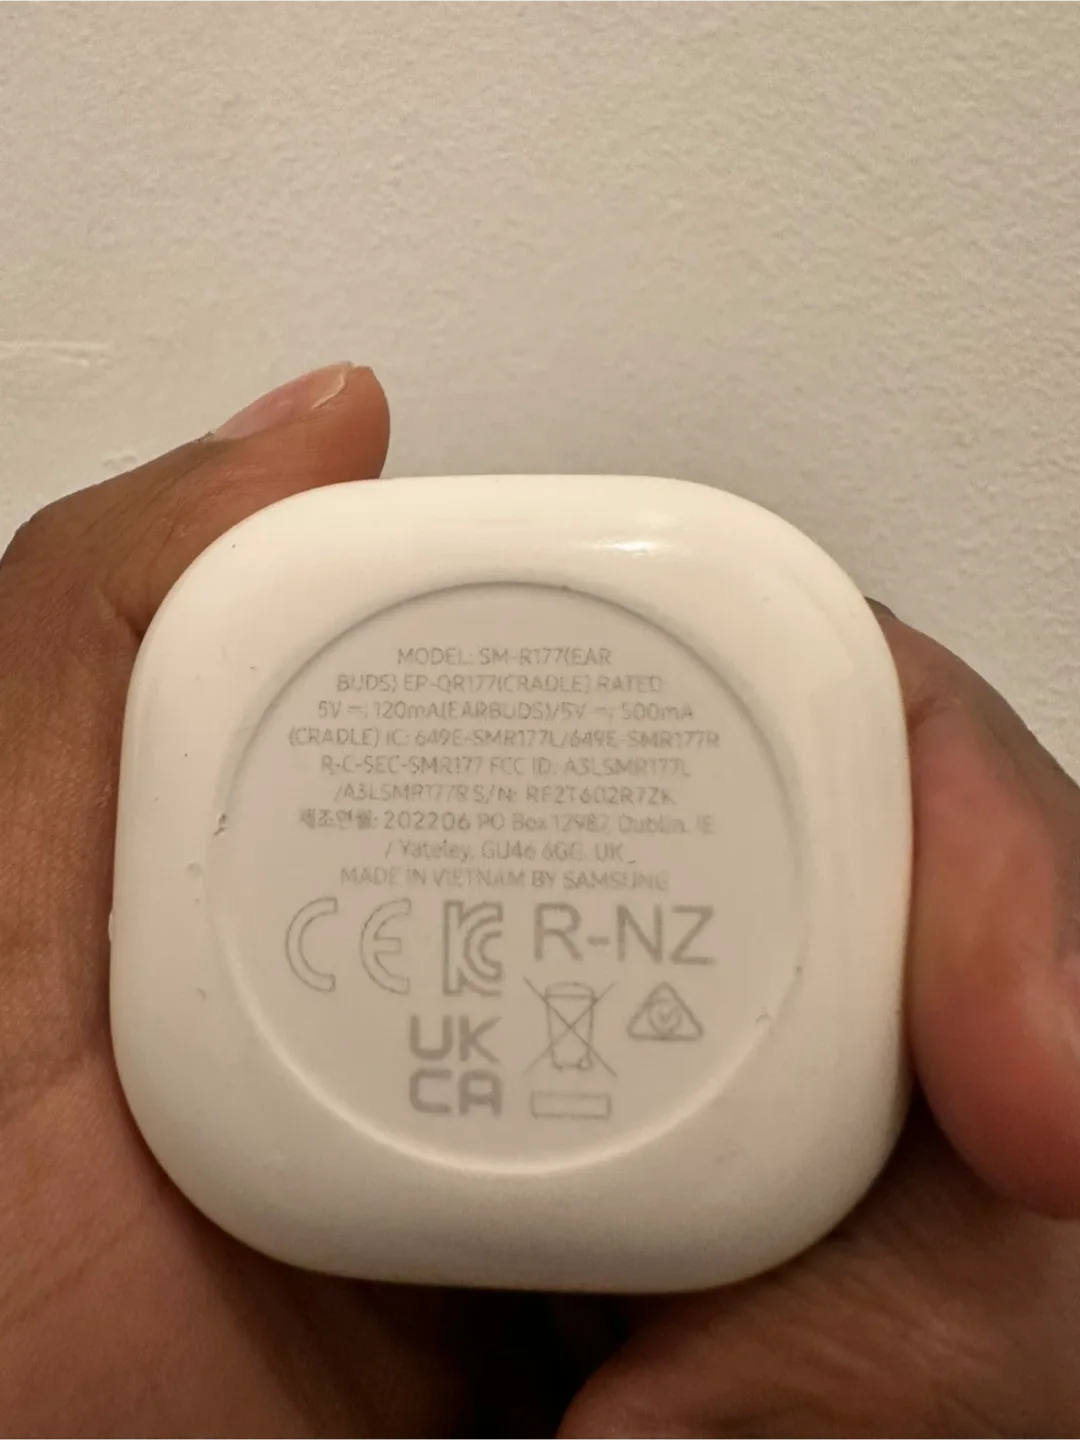 MODEL: SM-R177(EAR
BUDS) EP-QR177(CRADLE) RATED
5V ⎓; 120mA(EARBUDS)/5V ⎓; 500mA
(CRADLE) IC: 649E-SMR177L/649E-SMR177R
R-C-SEC-SMR177 FCC ID: A3LSMR177L
/A3LSMR177R S/N: RF2T602R7ZK
제조연월: 202206 PO Box 12987, Dublin. IE
/ Yateley, GU46 6GG. UK_
MADE IN VIETNAM BY SAMSUNG
CE KC R-NZ
UK
CA